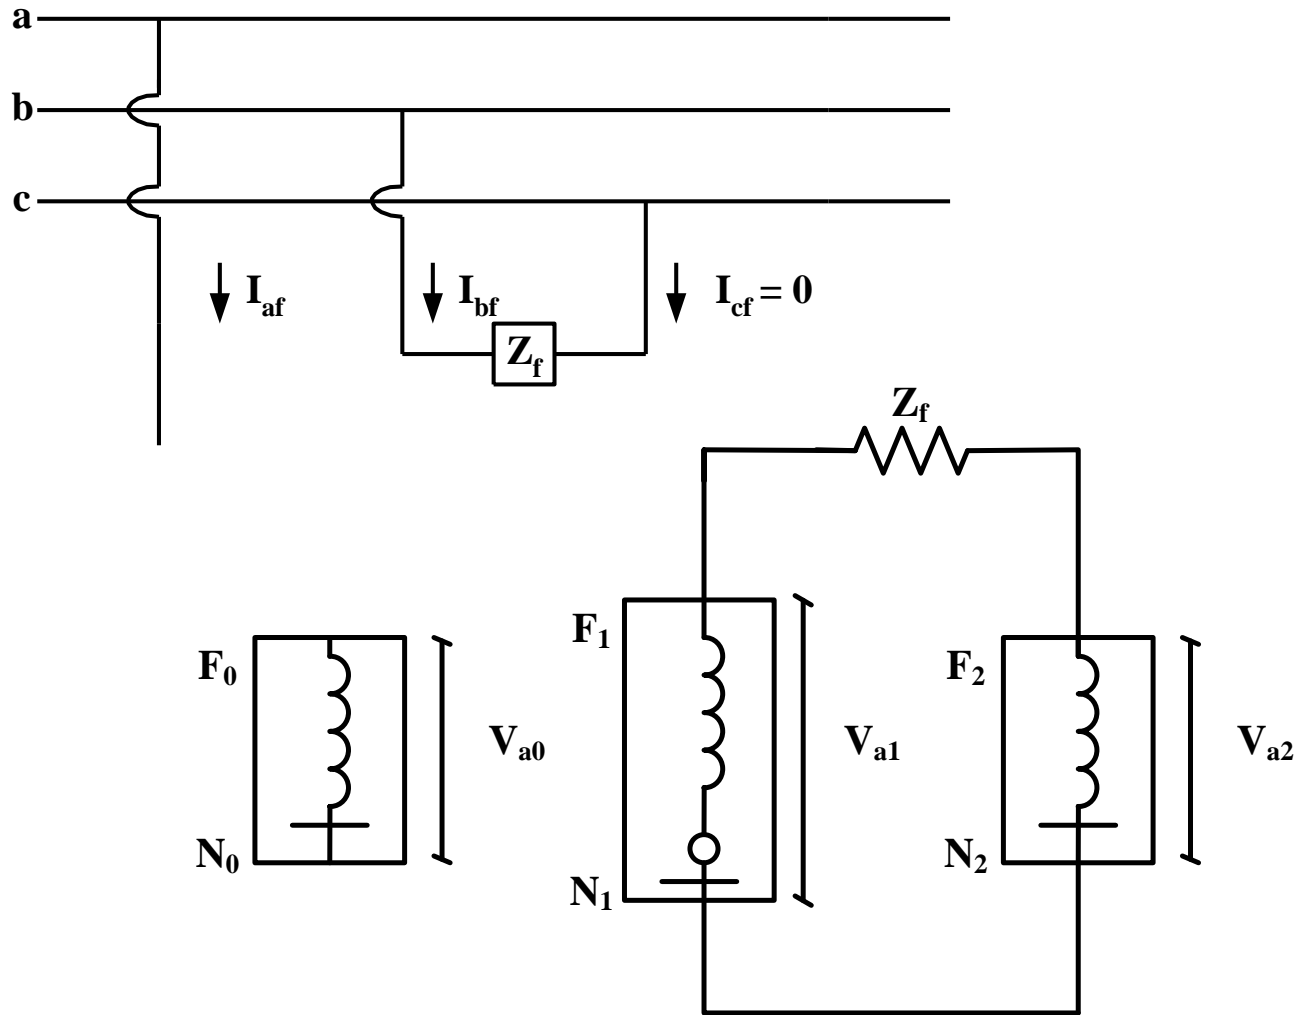 a
b
c
I_af
I_bf
I_cf = 0
Z_f
Z_f
F_0
V_a0
N_0
F_1
V_a1
N_1
F_2
V_a2
N_2